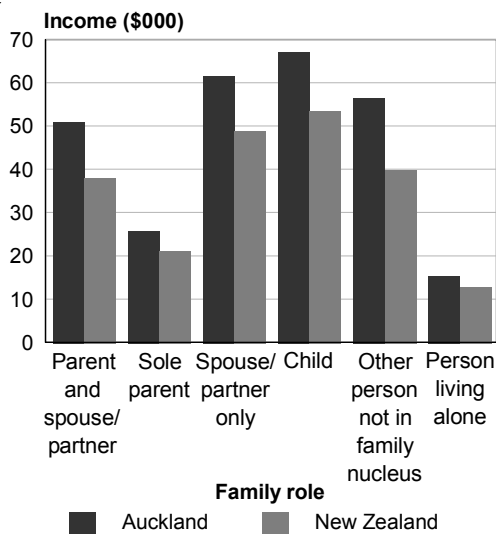 Income ($000)
70
60
50
40
30
20
10
0
Parent
and
spouse/
partner
Sole
parent
Spouse/
partner
only
Child
Other
person
not in
family
nucleus
Person
living
alone
Family role
Auckland
New Zealand